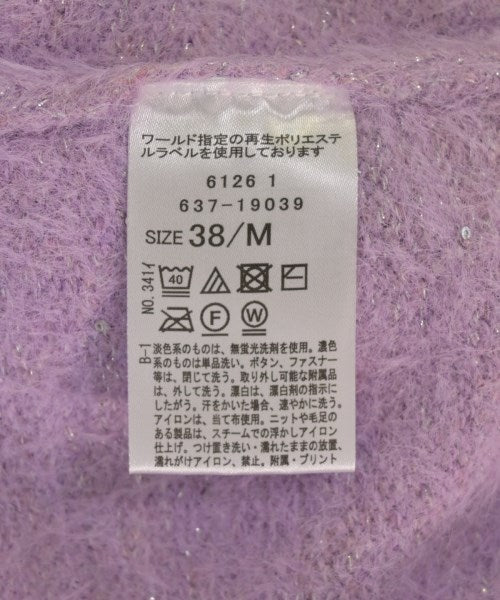 ワールド指定の再生ポリエステ
ルラベルを使用しております
6126 1
637-19039
SIZE 38/M
40
F W
NO. 341イ
B-1
淡色系のものは、無蛍光洗剤を使用。濃色
系のものは単品洗い。ボタン、ファスナー
等は、閉じて洗う。取り外し可能な附属品
は、外して洗う。漂白は、漂白剤の指示に
したがう。汗をかいた場合、速やかに洗う。
アイロンは、当て布使用。ニットや毛足の
ある製品は、スチームでの浮かしアイロン
仕上げ。つけ置き洗い・濡れたままの放置、
濡れがけアイロン、禁止。附属・プリント